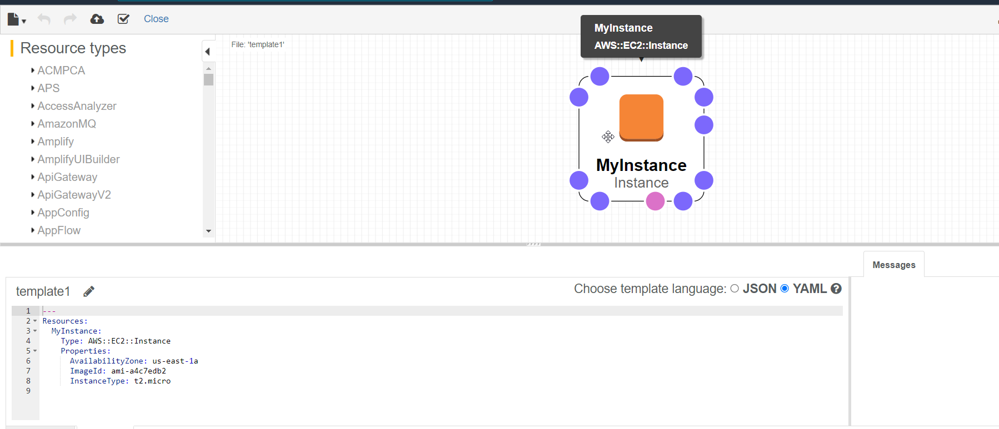 Close
Resource types
ACMPCA
APS
AccessAnalyzer
AmazonMQ
Amplify
AmplifyUIBuilder
ApiGateway
ApiGatewayV2
AppConfig
AppFlow
File: 'template1'
MyInstance
AWS::EC2::Instance
MyInstance
Instance
Messages
template1
Choose template language: JSON YAML ?
1 ---
2 Resources:
3 MyInstance:
4 Type: AWS::EC2::Instance
5 Properties:
6 AvailabilityZone: us-east-1a
7 ImageId: ami-a4c7edb2
8 InstanceType: t2.micro
9